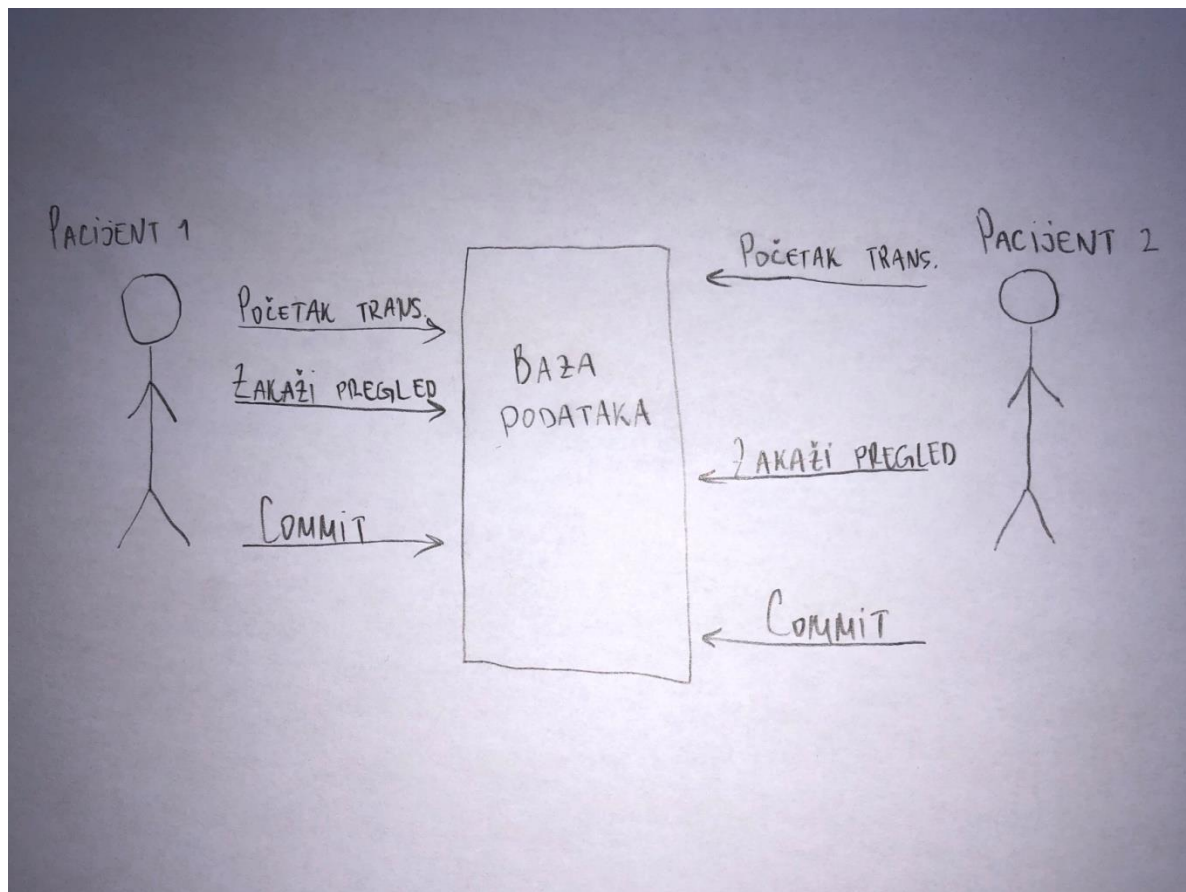 PACIJENT 1
POČETAK TRANS.
ZAKAŽI PREGLED
COMMIT
BAZA
PODATAKA
POČETAK TRANS.
PACIJENT 2
ZAKAŽI PREGLED
COMMIT